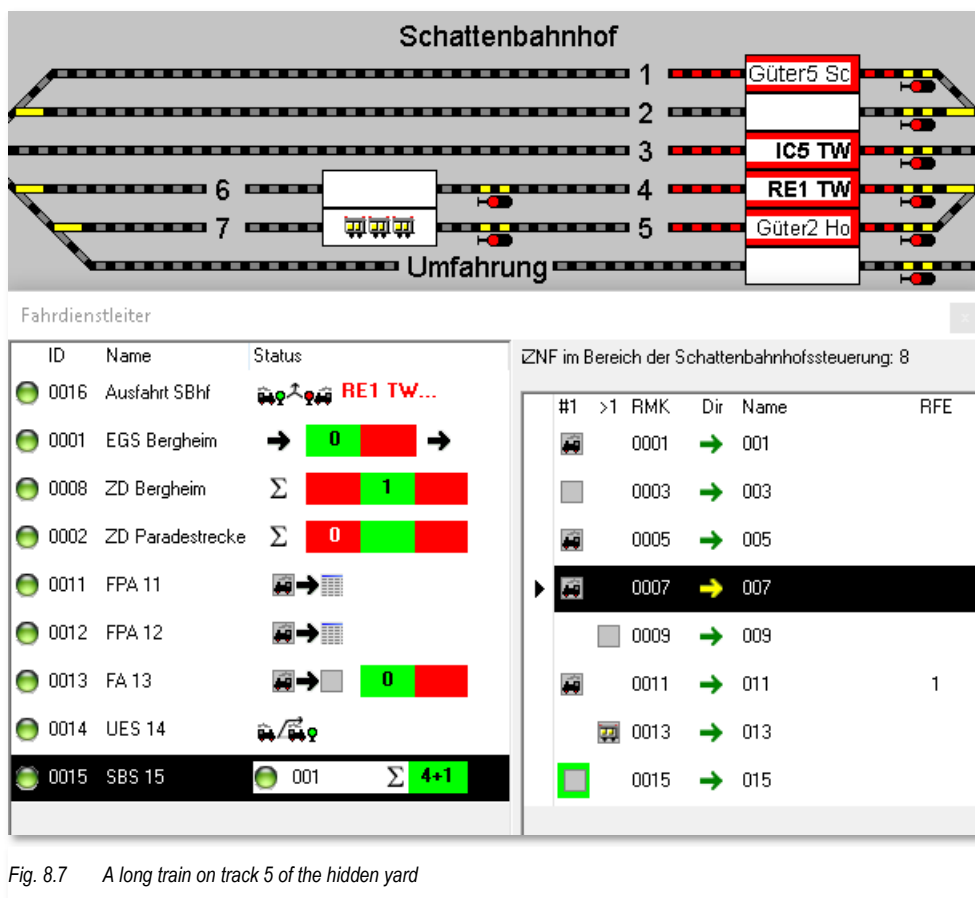 Schattenbahnhof
1 Güter5 Sc
2
3 IC5 TW
6 4 RE1 TW
7 5 Güter2 Ho
Umfahrung
Fahrdienstleiter x
ID Name Status
0016 Ausfahrt SBhf RE1 TW...
0001 EGS Bergheim 0
0008 ZD Bergheim Σ 1
0002 ZD Paradestrecke Σ 0
0011 FPA 11
0012 FPA 12
0013 FA 13 0
0014 UES 14
0015 SBS 15 001 Σ 4+1
iZNF im Bereich der Schattenbahnhofssteuerung: 8
#1 >1 RMK Dir Name RFE
0001 001
0003 003
0005 005
0007 007
0009 009
0011 011 1
0013 013
0015 015
Fig. 8.7 A long train on track 5 of the hidden yard